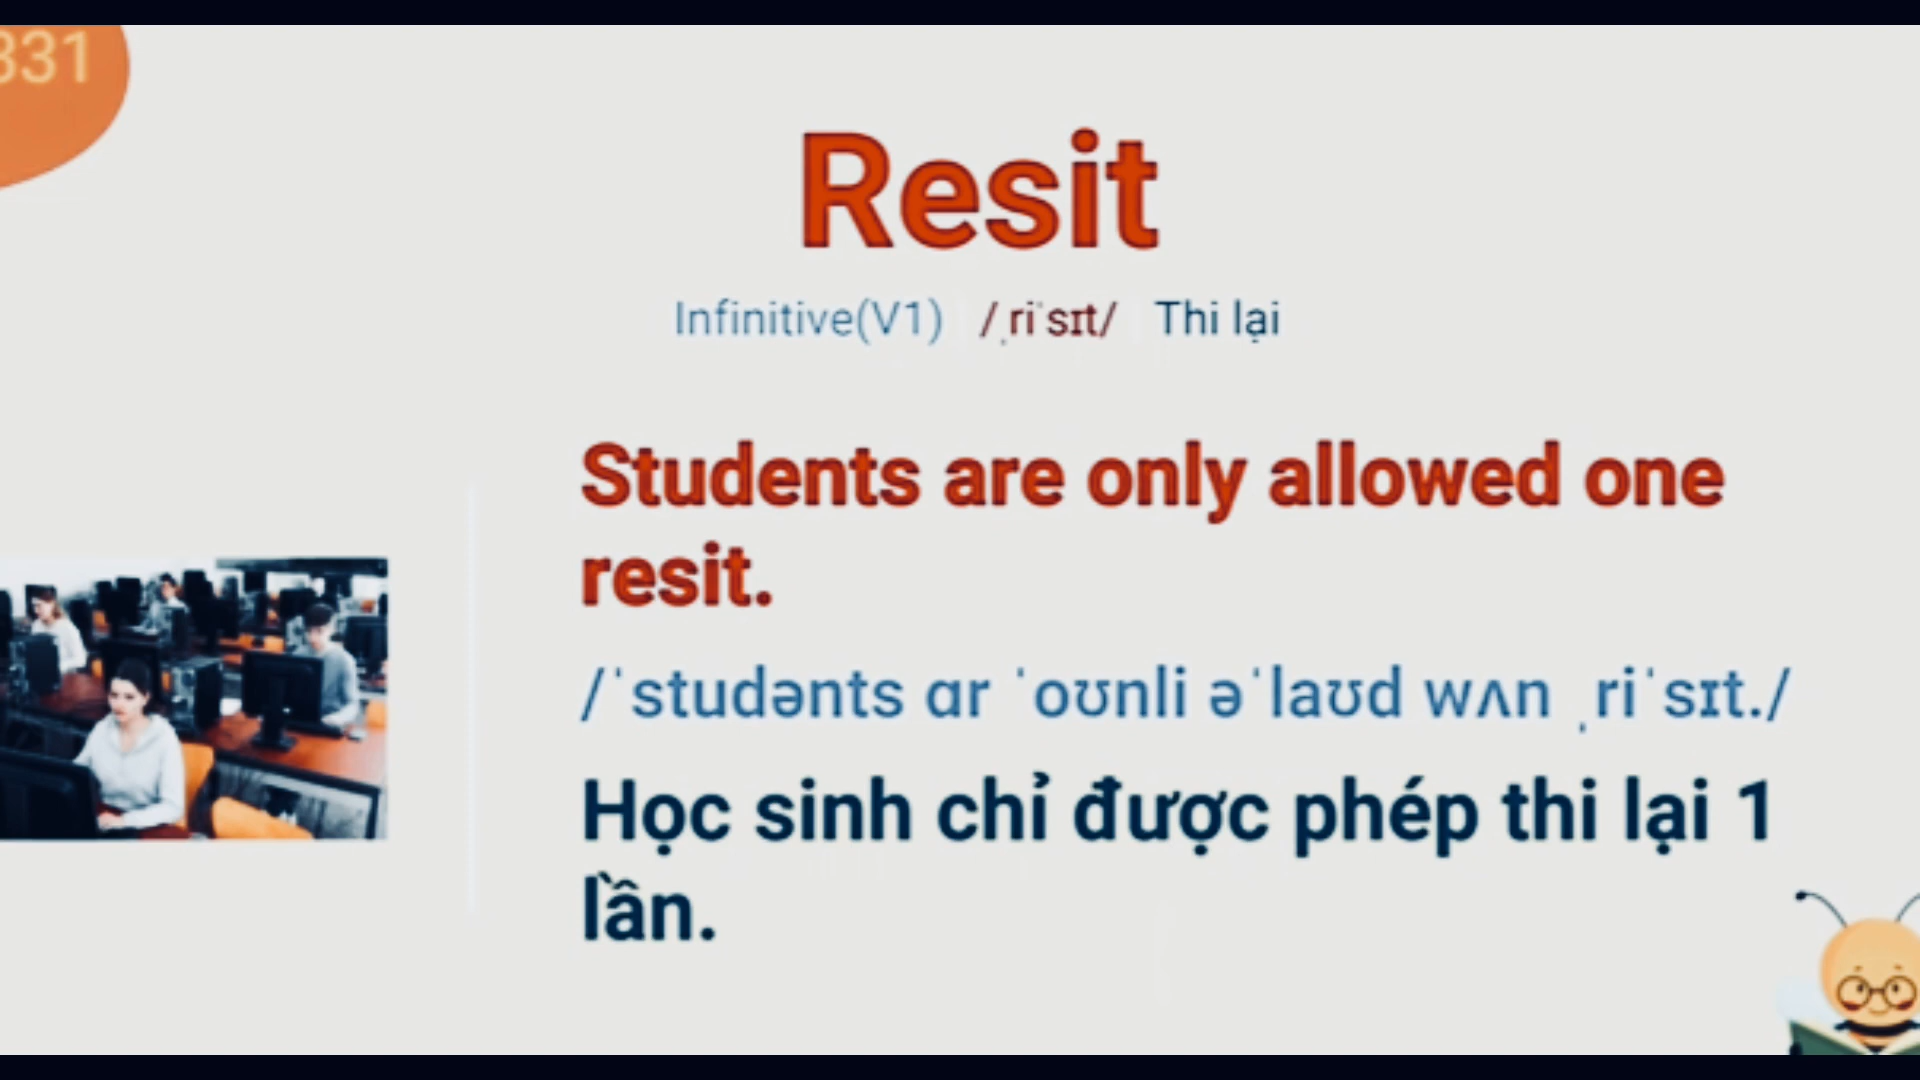 331
Resit
Infinitive(V1) /ˌriˈsɪt/ Thi lại
Students are only allowed one
resit.
/ˈstudənts ɑr ˈoʊnli əˈlaʊd wʌn ˌriˈsɪt./
Học sinh chỉ được phép thi lại 1
lần.